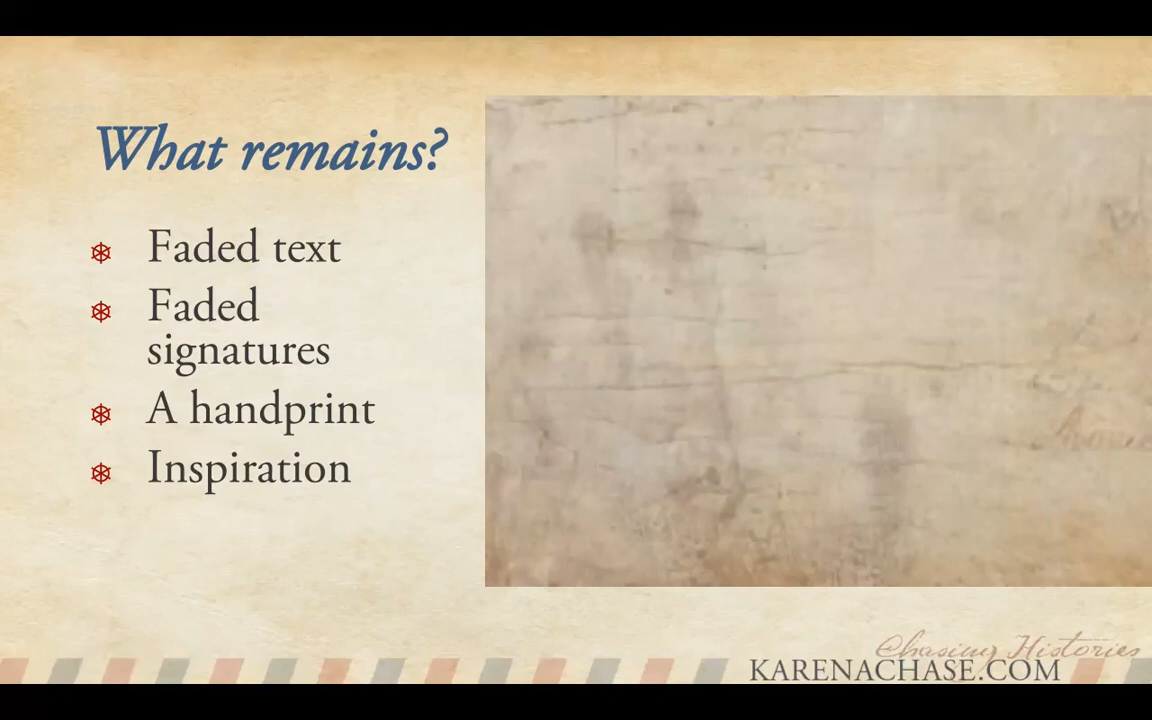 What remains?
Faded text
Faded
signatures
A handprint
Inspiration
Chasing Histories
KARENACHASE.COM